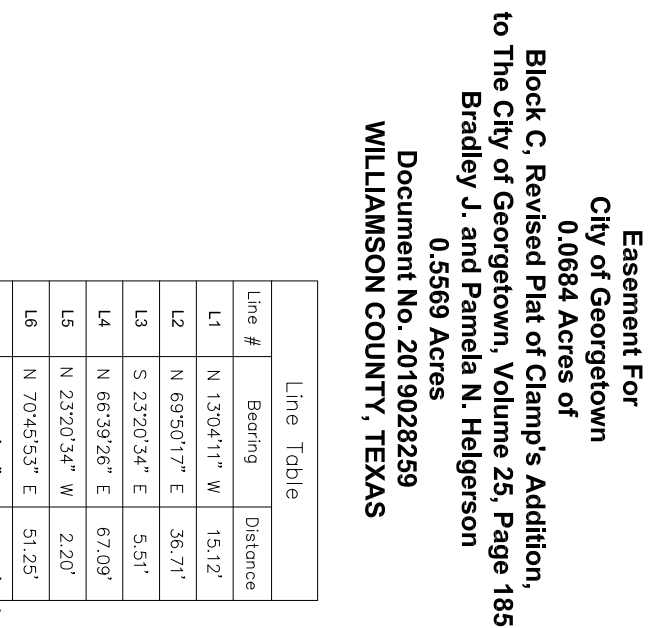 Easement For
City of Georgetown
0.0684 Acres of
Block C, Revised Plat of Clamp's Addition,
to The City of Georgetown, Volume 25, Page 185
Bradley J. and Pamela N. Helgerson
0.5569 Acres
Document No. 2019028259
WILLIAMSON COUNTY, TEXAS
Line Table
Line # Bearing Distance
L1 N 13°04'11" W 15.12'
L2 N 69°50'17" E 36.71'
L3 S 23°20'34" E 5.51'
L4 N 66°39'26" E 67.09'
L5 N 23°20'34" W 2.20'
L6 N 70°45'53" E 51.25'